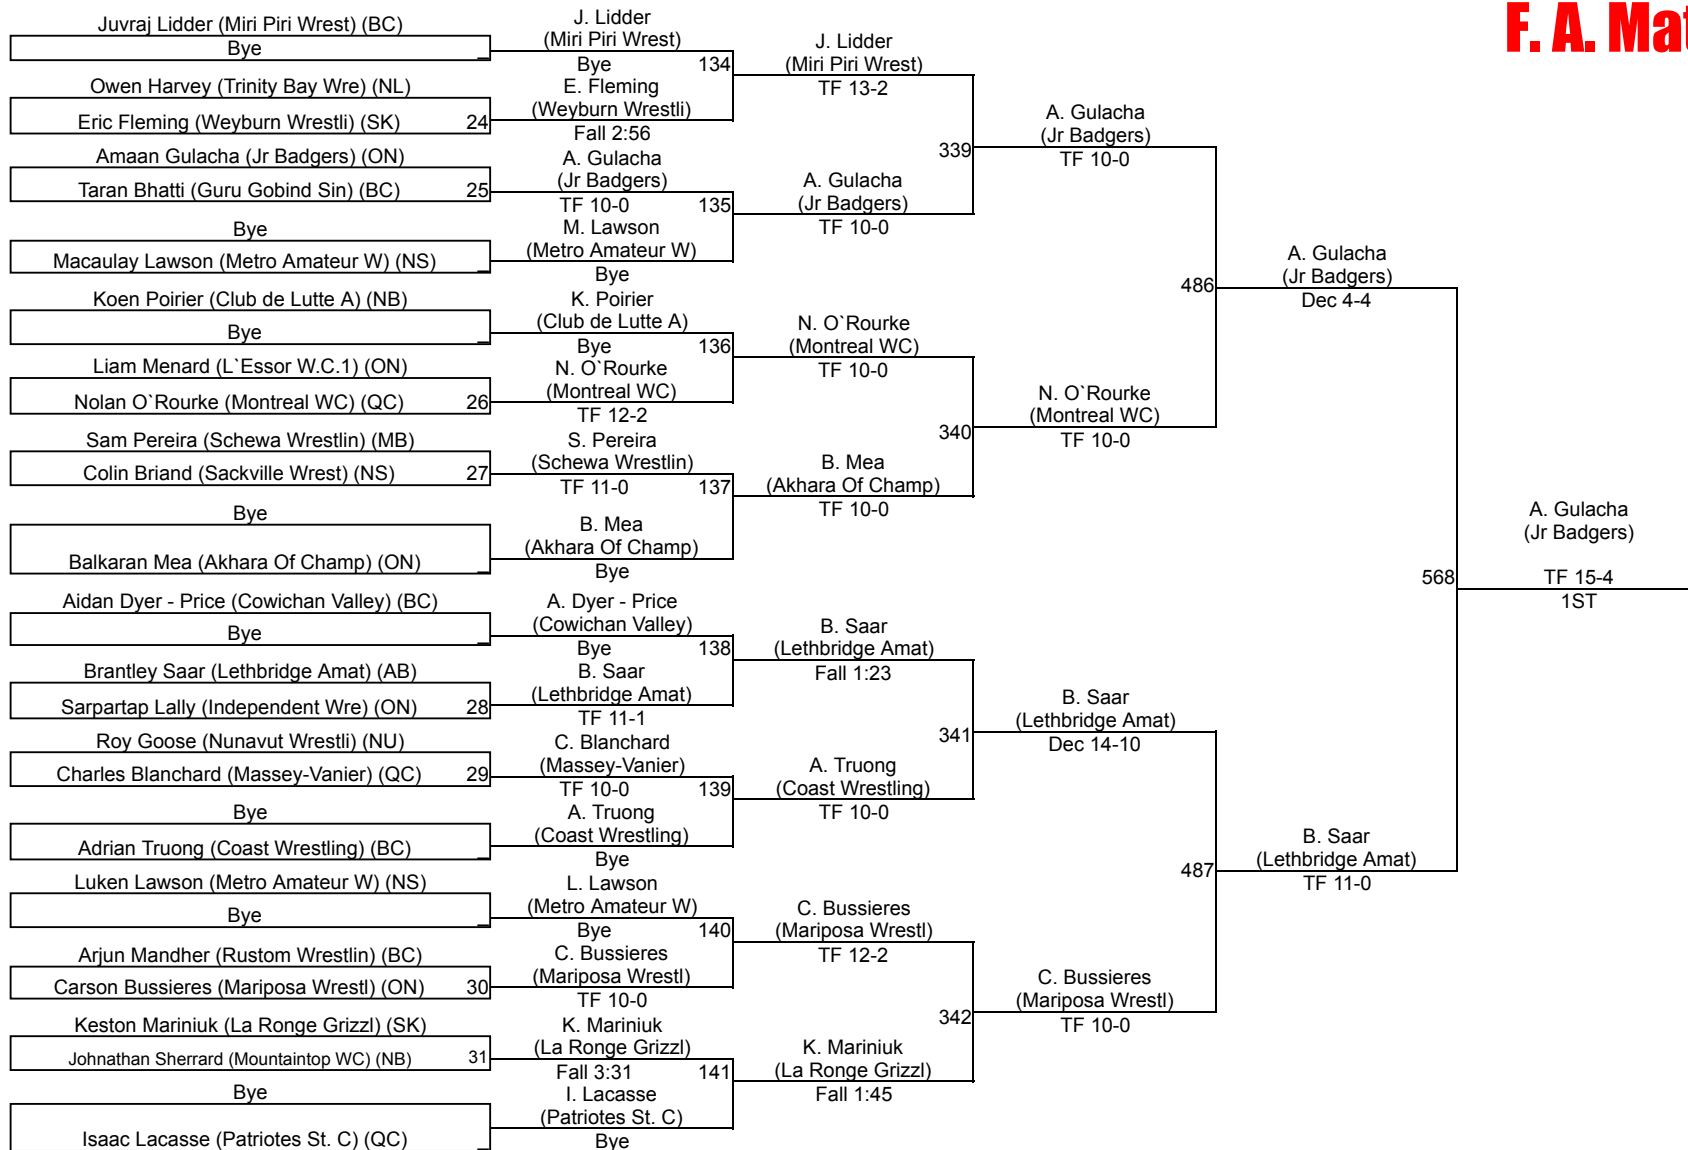 F. A. Mat
Juvraj Lidder (Miri Piri Wrest) (BC)
Bye
_
Owen Harvey (Trinity Bay Wre) (NL)
Eric Fleming (Weyburn Wrestli) (SK) 24
Amaan Gulacha (Jr Badgers) (ON)
Taran Bhatti (Guru Gobind Sin) (BC) 25
Bye
Macaulay Lawson (Metro Amateur W) (NS) _
Koen Poirier (Club de Lutte A) (NB)
Bye _
Liam Menard (L`Essor W.C.1) (ON)
Nolan O`Rourke (Montreal WC) (QC) 26
Sam Pereira (Schewa Wrestlin) (MB)
Colin Briand (Sackville Wrest) (NS) 27
Bye
Balkaran Mea (Akhara Of Champ) (ON) _
Aidan Dyer - Price (Cowichan Valley) (BC)
Bye _
Brantley Saar (Lethbridge Amat) (AB)
Sarpartap Lally (Independent Wre) (ON) 28
Roy Goose (Nunavut Wrestli) (NU)
Charles Blanchard (Massey-Vanier) (QC) 29
Bye
Adrian Truong (Coast Wrestling) (BC) _
Luken Lawson (Metro Amateur W) (NS)
Bye _
Arjun Mandher (Rustom Wrestlin) (BC)
Carson Bussieres (Mariposa Wrestl) (ON) 30
Keston Mariniuk (La Ronge Grizzl) (SK)
Johnathan Sherrard (Mountaintop WC) (NB) 31
Bye
Isaac Lacasse (Patriotes St. C) (QC) _
J. Lidder
(Miri Piri Wrest)
Bye 134
E. Fleming
(Weyburn Wrestli)
Fall 2:56
A. Gulacha
(Jr Badgers)
TF 10-0 135
M. Lawson
(Metro Amateur W)
Bye
K. Poirier
(Club de Lutte A)
Bye 136
N. O`Rourke
(Montreal WC)
TF 12-2
S. Pereira
(Schewa Wrestlin)
TF 11-0 137
B. Mea
(Akhara Of Champ)
Bye
A. Dyer - Price
(Cowichan Valley)
Bye 138
B. Saar
(Lethbridge Amat)
TF 11-1
C. Blanchard
(Massey-Vanier)
TF 10-0 139
A. Truong
(Coast Wrestling)
Bye
L. Lawson
(Metro Amateur W)
Bye 140
C. Bussieres
(Mariposa Wrestl)
TF 10-0
K. Mariniuk
(La Ronge Grizzl)
Fall 3:31 141
I. Lacasse
(Patriotes St. C)
Bye
J. Lidder
(Miri Piri Wrest)
TF 13-2
339
A. Gulacha
(Jr Badgers)
TF 10-0
N. O`Rourke
(Montreal WC)
TF 10-0
340
B. Mea
(Akhara Of Champ)
TF 10-0
B. Saar
(Lethbridge Amat)
Fall 1:23
341
A. Truong
(Coast Wrestling)
TF 10-0
C. Bussieres
(Mariposa Wrestl)
TF 12-2
342
K. Mariniuk
(La Ronge Grizzl)
Fall 1:45
A. Gulacha
(Jr Badgers)
TF 10-0
486
N. O`Rourke
(Montreal WC)
TF 10-0
B. Saar
(Lethbridge Amat)
Dec 14-10
487
C. Bussieres
(Mariposa Wrestl)
TF 10-0
A. Gulacha
(Jr Badgers)
Dec 4-4
568
B. Saar
(Lethbridge Amat)
TF 11-0
A. Gulacha
(Jr Badgers)
TF 15-4
1ST